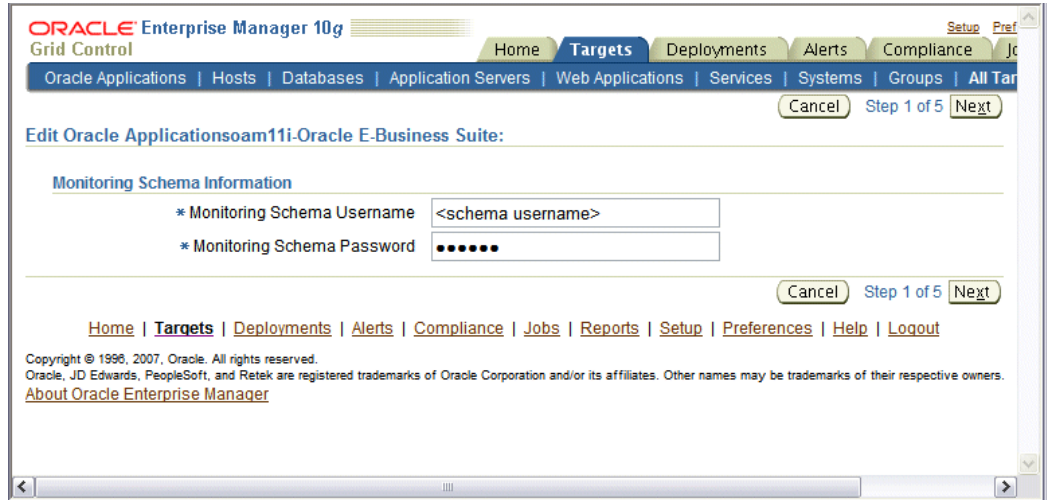 ORACLE Enterprise Manager 10g
Grid Control
Setup Pref
Home Targets Deployments Alerts Compliance Jo
Oracle Applications | Hosts | Databases | Application Servers | Web Applications | Services | Systems | Groups | All Tar
Cancel Step 1 of 5 Next
Edit Oracle Applicationsoam11i-Oracle E-Business Suite:
Monitoring Schema Information
* Monitoring Schema Username <schema username>
* Monitoring Schema Password ●●●●●●
Cancel Step 1 of 5 Next
Home | Targets | Deployments | Alerts | Compliance | Jobs | Reports | Setup | Preferences | Help | Logout
Copyright © 1996, 2007, Oracle. All rights reserved.
Oracle, JD Edwards, PeopleSoft, and Retek are registered trademarks of Oracle Corporation and/or its affiliates. Other names may be trademarks of their respective owners.
About Oracle Enterprise Manager